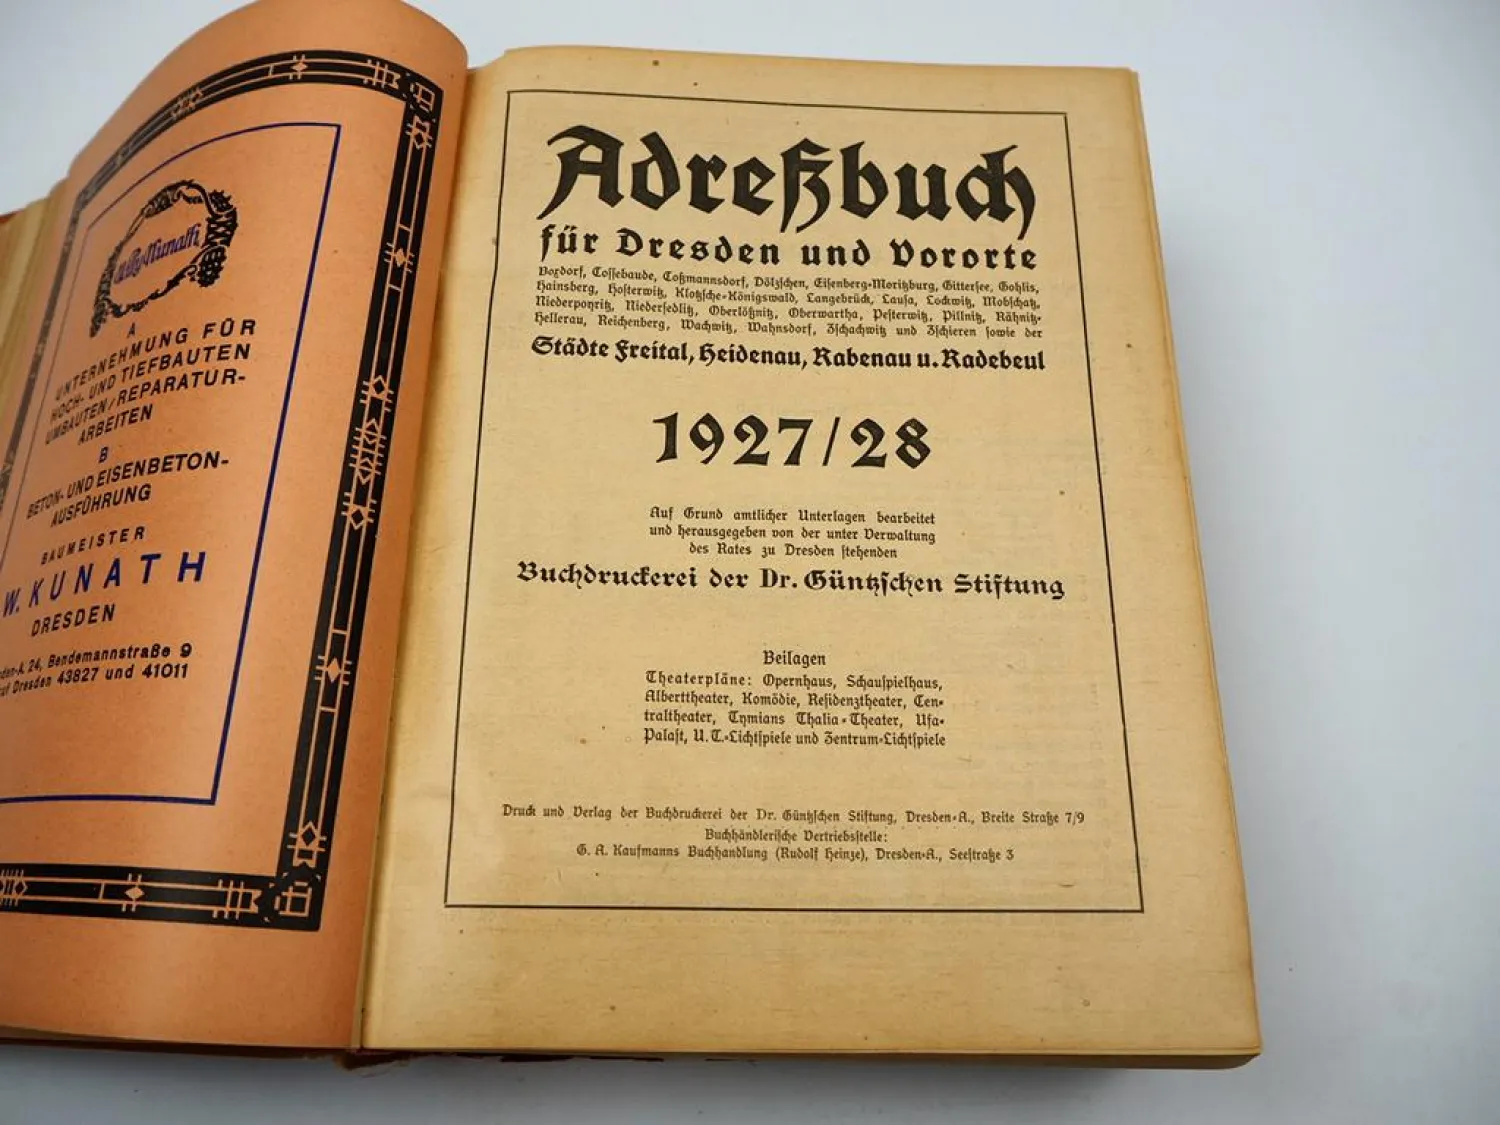 A
UNTERNEHMUNG FÜR
HOCH- UND TIEFBAUTEN
UMBAUTEN/REPARATUR-
ARBEITEN
B
BETON- UND EISENBETON-
AUSFÜHRUNG
BAUMEISTER
W. KUNATH
DRESDEN
24, Bendemannstraße 9
Dresden 43827 und 41011
Adreßbuch
für Dresden und Vororte
Boxdorf, Cossebaude, Coßmannsdorf, Dölzschen, Eisenberg-Moritzburg, Gittersee, Gohlis,
Hainsberg, Hosterwitz, Klotzsche-Königswald, Langebrück, Lausa, Lockwitz, Mobschatz,
Niederpoyritz, Niedersedlitz, Oberlößnitz, Oberwartha, Pesterwitz, Pillnitz, Rähnitz-
Hellerau, Reichenberg, Wachwitz, Wahnsdorf, Zschachwitz und Zschieren sowie der
Städte Freital, Heidenau, Rabenau u. Radebeul
1927/28
Auf Grund amtlicher Unterlagen bearbeitet
und herausgegeben von der unter Verwaltung
des Rates zu Dresden stehenden
Buchdruckerei der Dr. Güntzschen Stiftung
Beilagen
Theaterpläne: Opernhaus, Schauspielhaus,
Alberttheater, Komödie, Residenztheater, Cen-
traltheater, Tymians Thalia-Theater, Ufa-
Palast, U.T.-Lichtspiele und Zentrum-Lichtspiele
Druck und Verlag der Buchdruckerei der Dr. Güntzschen Stiftung, Dresden-A., Breite Straße 7/9
Buchhändlerische Vertriebsstelle:
G. A. Kaufmanns Buchhandlung (Rudolf Heinze), Dresden-A., Seestraße 3